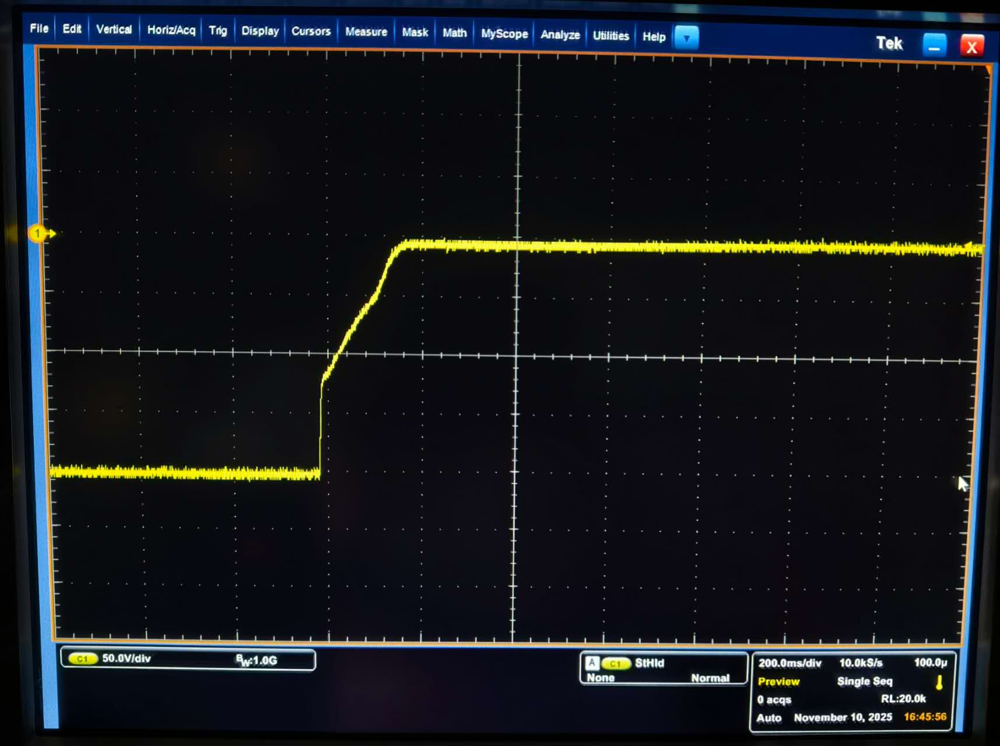 File Edit Vertical Horiz/Acq Trig Display Cursors Measure Mask Math MyScope Analyze Utilities Help Tek X
1
C1 50.0V/div BW:1.0G
A C1 StHld
None Normal
200.0ms/div 10.0kS/s 100.0µ
Preview Single Seq
0 acqs RL:20.0k
Auto November 10, 2025 16:45:56